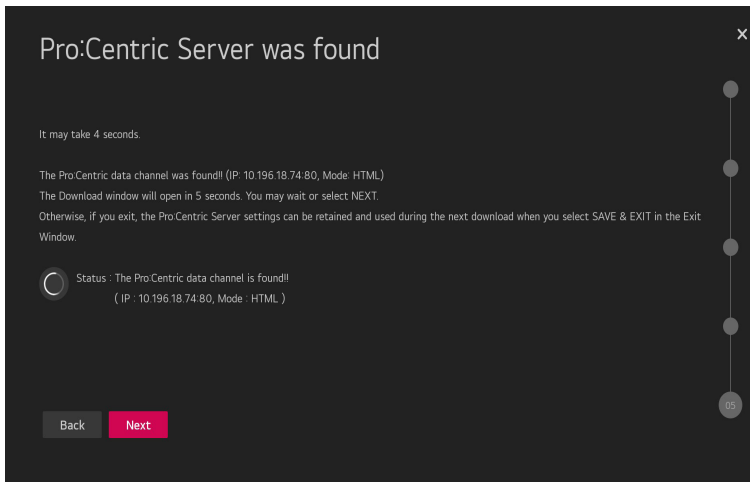 Pro:Centric Server was found
It may take 4 seconds.
The Pro:Centric data channel was found!! (IP: 10.196.18.74:80, Mode: HTML)
The Download window will open in 5 seconds. You may wait or select NEXT.
Otherwise, if you exit, the Pro:Centric Server settings can be retained and used during the next download when you select SAVE & EXIT in the Exit
Window.
Status : The Pro:Centric data channel is found!!
( IP : 10.196.18.74:80, Mode : HTML )
05
Back Next